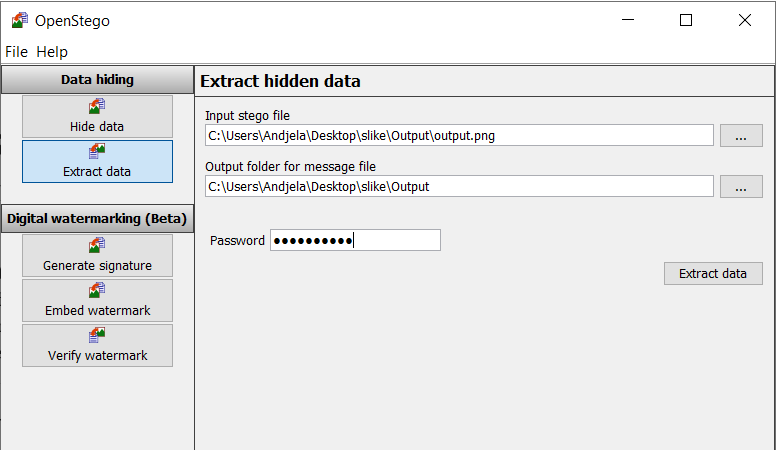 OpenStego
File Help
Data hiding
Hide data
Extract data
Digital watermarking (Beta)
Generate signature
Embed watermark
Verify watermark
Extract hidden data
Input stego file
C:\Users\Andjela\Desktop\slike\Output\output.png
...
Output folder for message file
C:\Users\Andjela\Desktop\slike\Output
...
Password ●●●●●●●●●●
Extract data